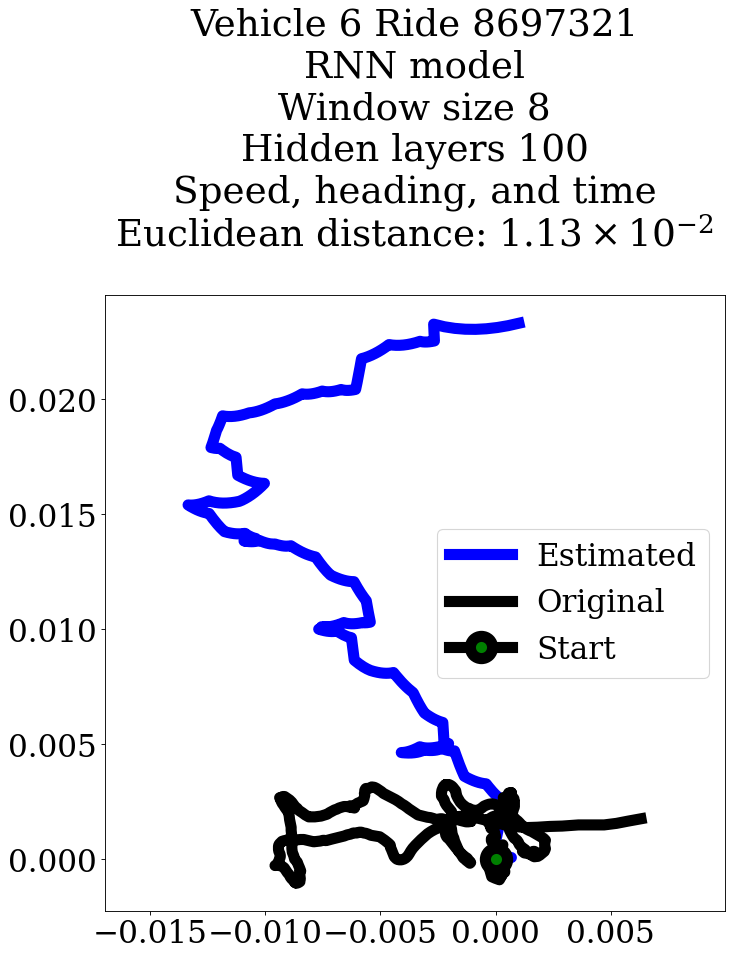 Vehicle 6 Ride 8697321
RNN model
Window size 8
Hidden layers 100
Speed, heading, and time
Euclidean distance: 1.13 × 10⁻²
0.020
0.015
0.010
0.005
0.000
Estimated
Original
Start
−0.015 −0.010 −0.005 0.000 0.005